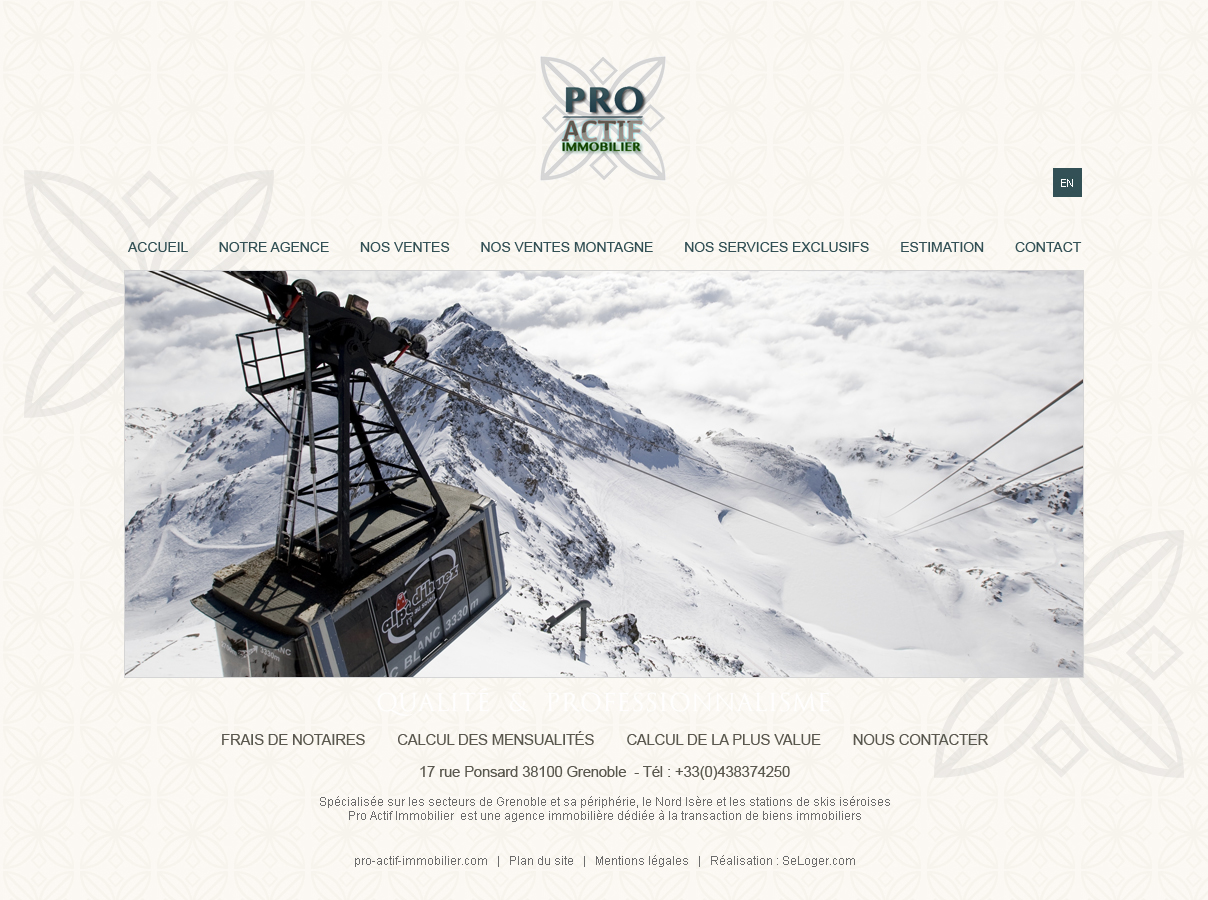 PRO
ACTIF
IMMOBILIER
EN
ACCUEIL NOTRE AGENCE NOS VENTES NOS VENTES MONTAGNE NOS SERVICES EXCLUSIFS ESTIMATION CONTACT
alpe d'huez
C BLANC 3330 m
QUALITÉ & PROFESSIONNALISME
FRAIS DE NOTAIRES CALCUL DES MENSUALITÉS CALCUL DE LA PLUS VALUE NOUS CONTACTER
17 rue Ponsard 38100 Grenoble - Tél : +33(0)438374250
Spécialisée sur les secteurs de Grenoble et sa périphérie, le Nord Isère et les stations de skis iséroises
Pro Actif Immobilier est une agence immobilière dédiée à la transaction de biens immobiliers
pro-actif-immobilier.com | Plan du site | Mentions légales | Réalisation : SeLoger.com